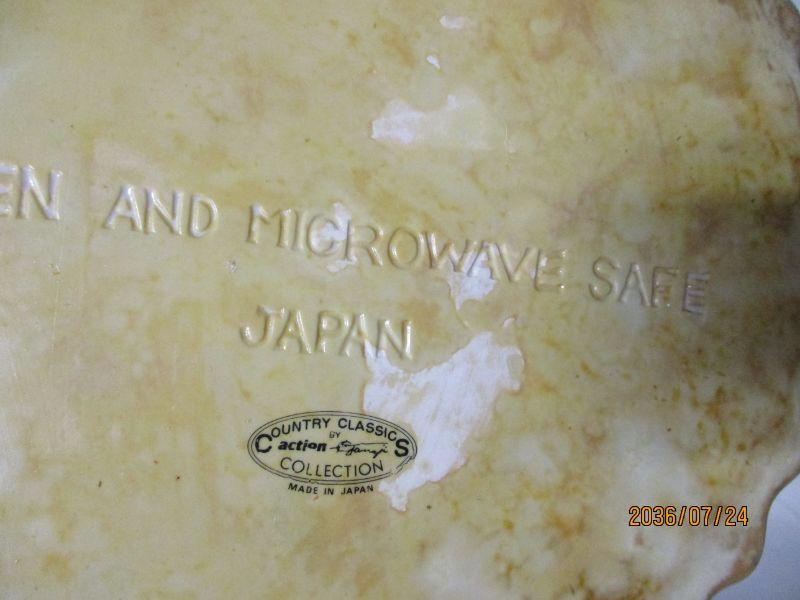 EN AND MICROWAVE SAFE
JAPAN
COUNTRY CLASSICS
BY
action
COLLECTION
MADE IN JAPAN
2036/07/24